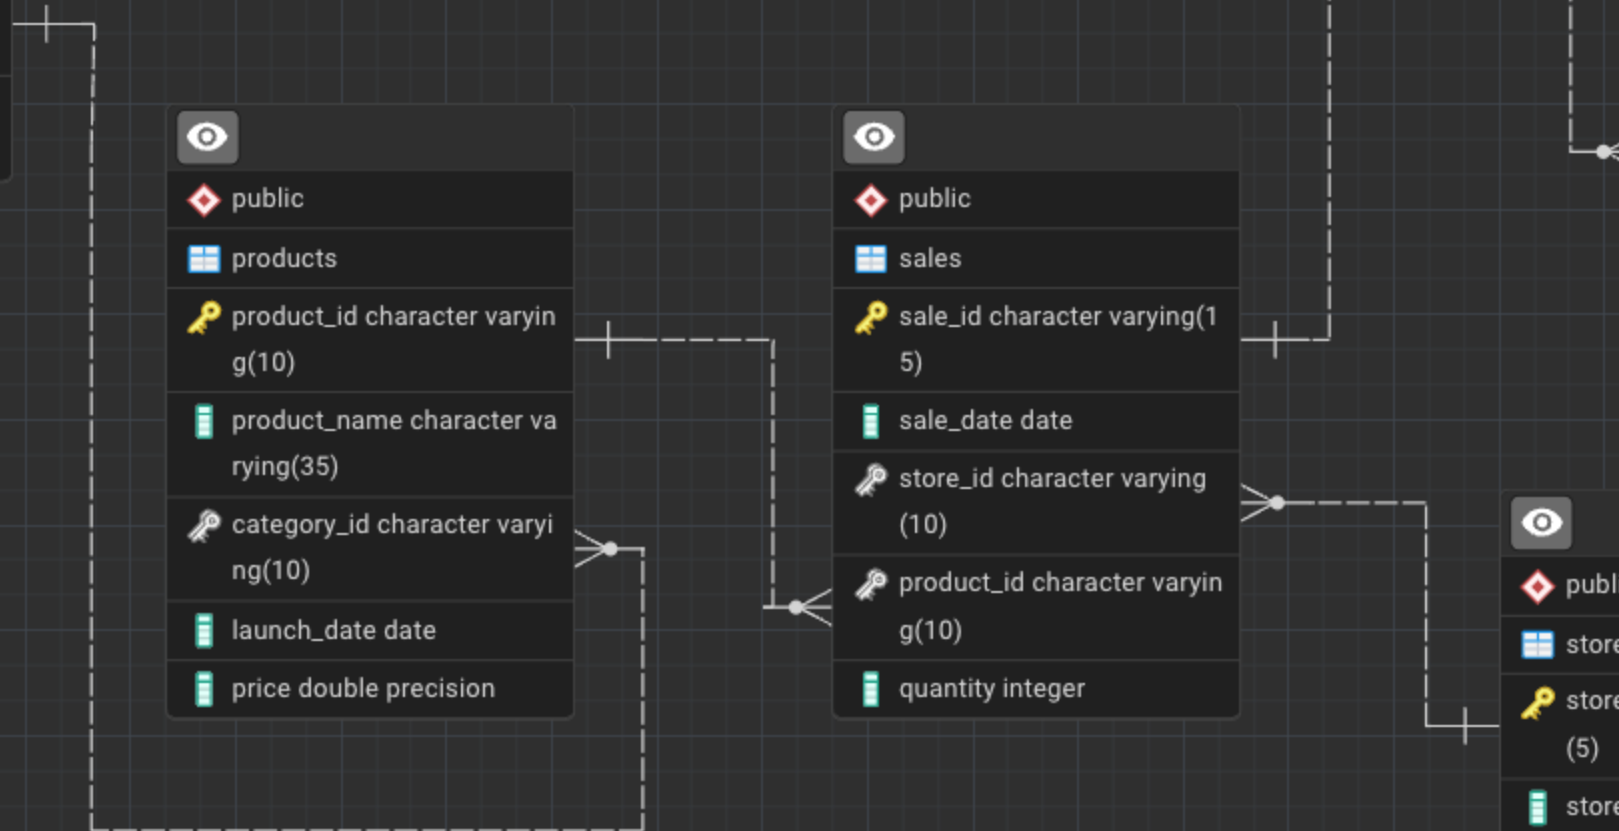 public
products
product_id character varyin
g(10)
product_name character va
rying(35)
category_id character varyi
ng(10)
launch_date date
price double precision
public
sales
sale_id character varying(1
5)
sale_date date
store_id character varying
(10)
product_id character varyin
g(10)
quantity integer
publ
store
store
(5)
store